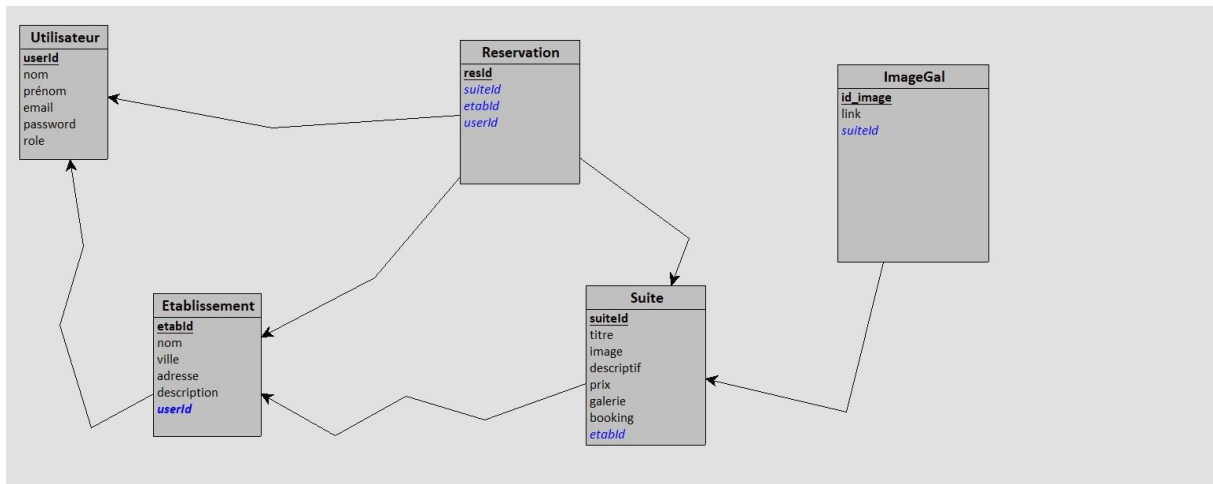 Utilisateur
userId
nom
prénom
email
password
role
Reservation
resId
suiteId
etabId
userId
ImageGal
id_image
link
suiteId
Etablissement
etabId
nom
ville
adresse
description
userId
Suite
suiteId
titre
image
descriptif
prix
galerie
booking
etabId